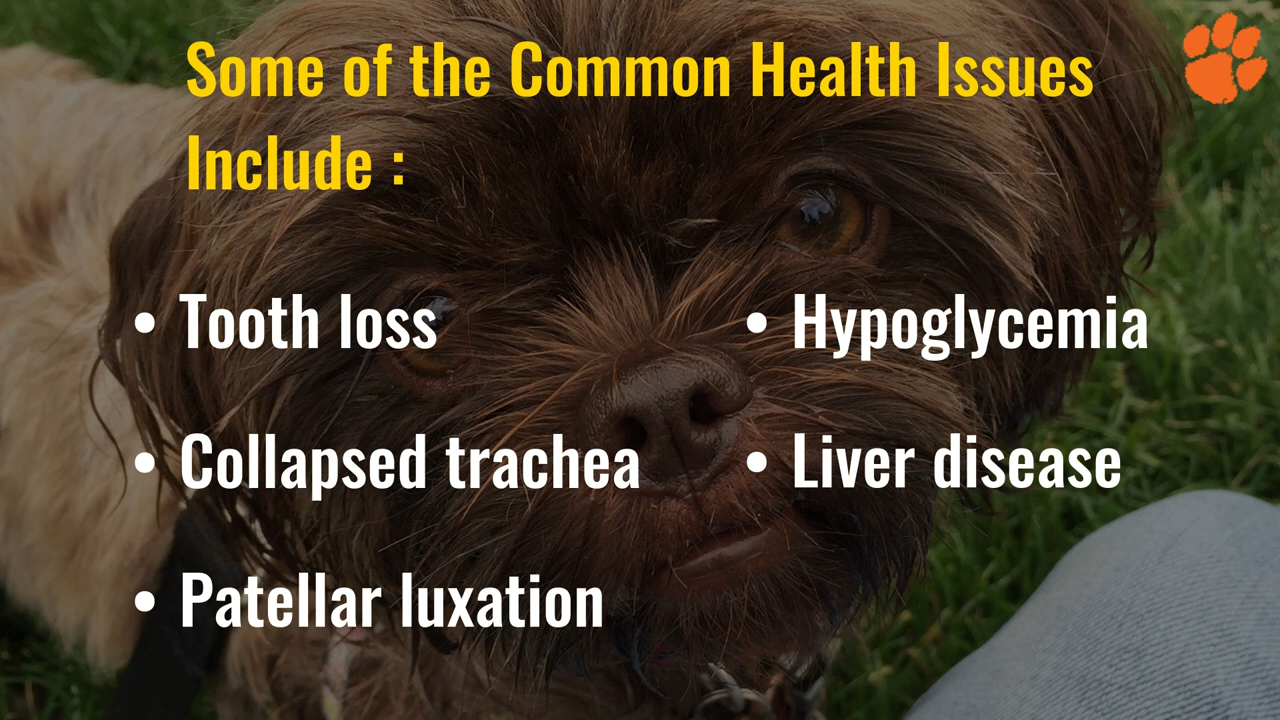 Some of the Common Health Issues
Include :
• Tooth loss
• Collapsed trachea
• Patellar luxation
• Hypoglycemia
• Liver disease